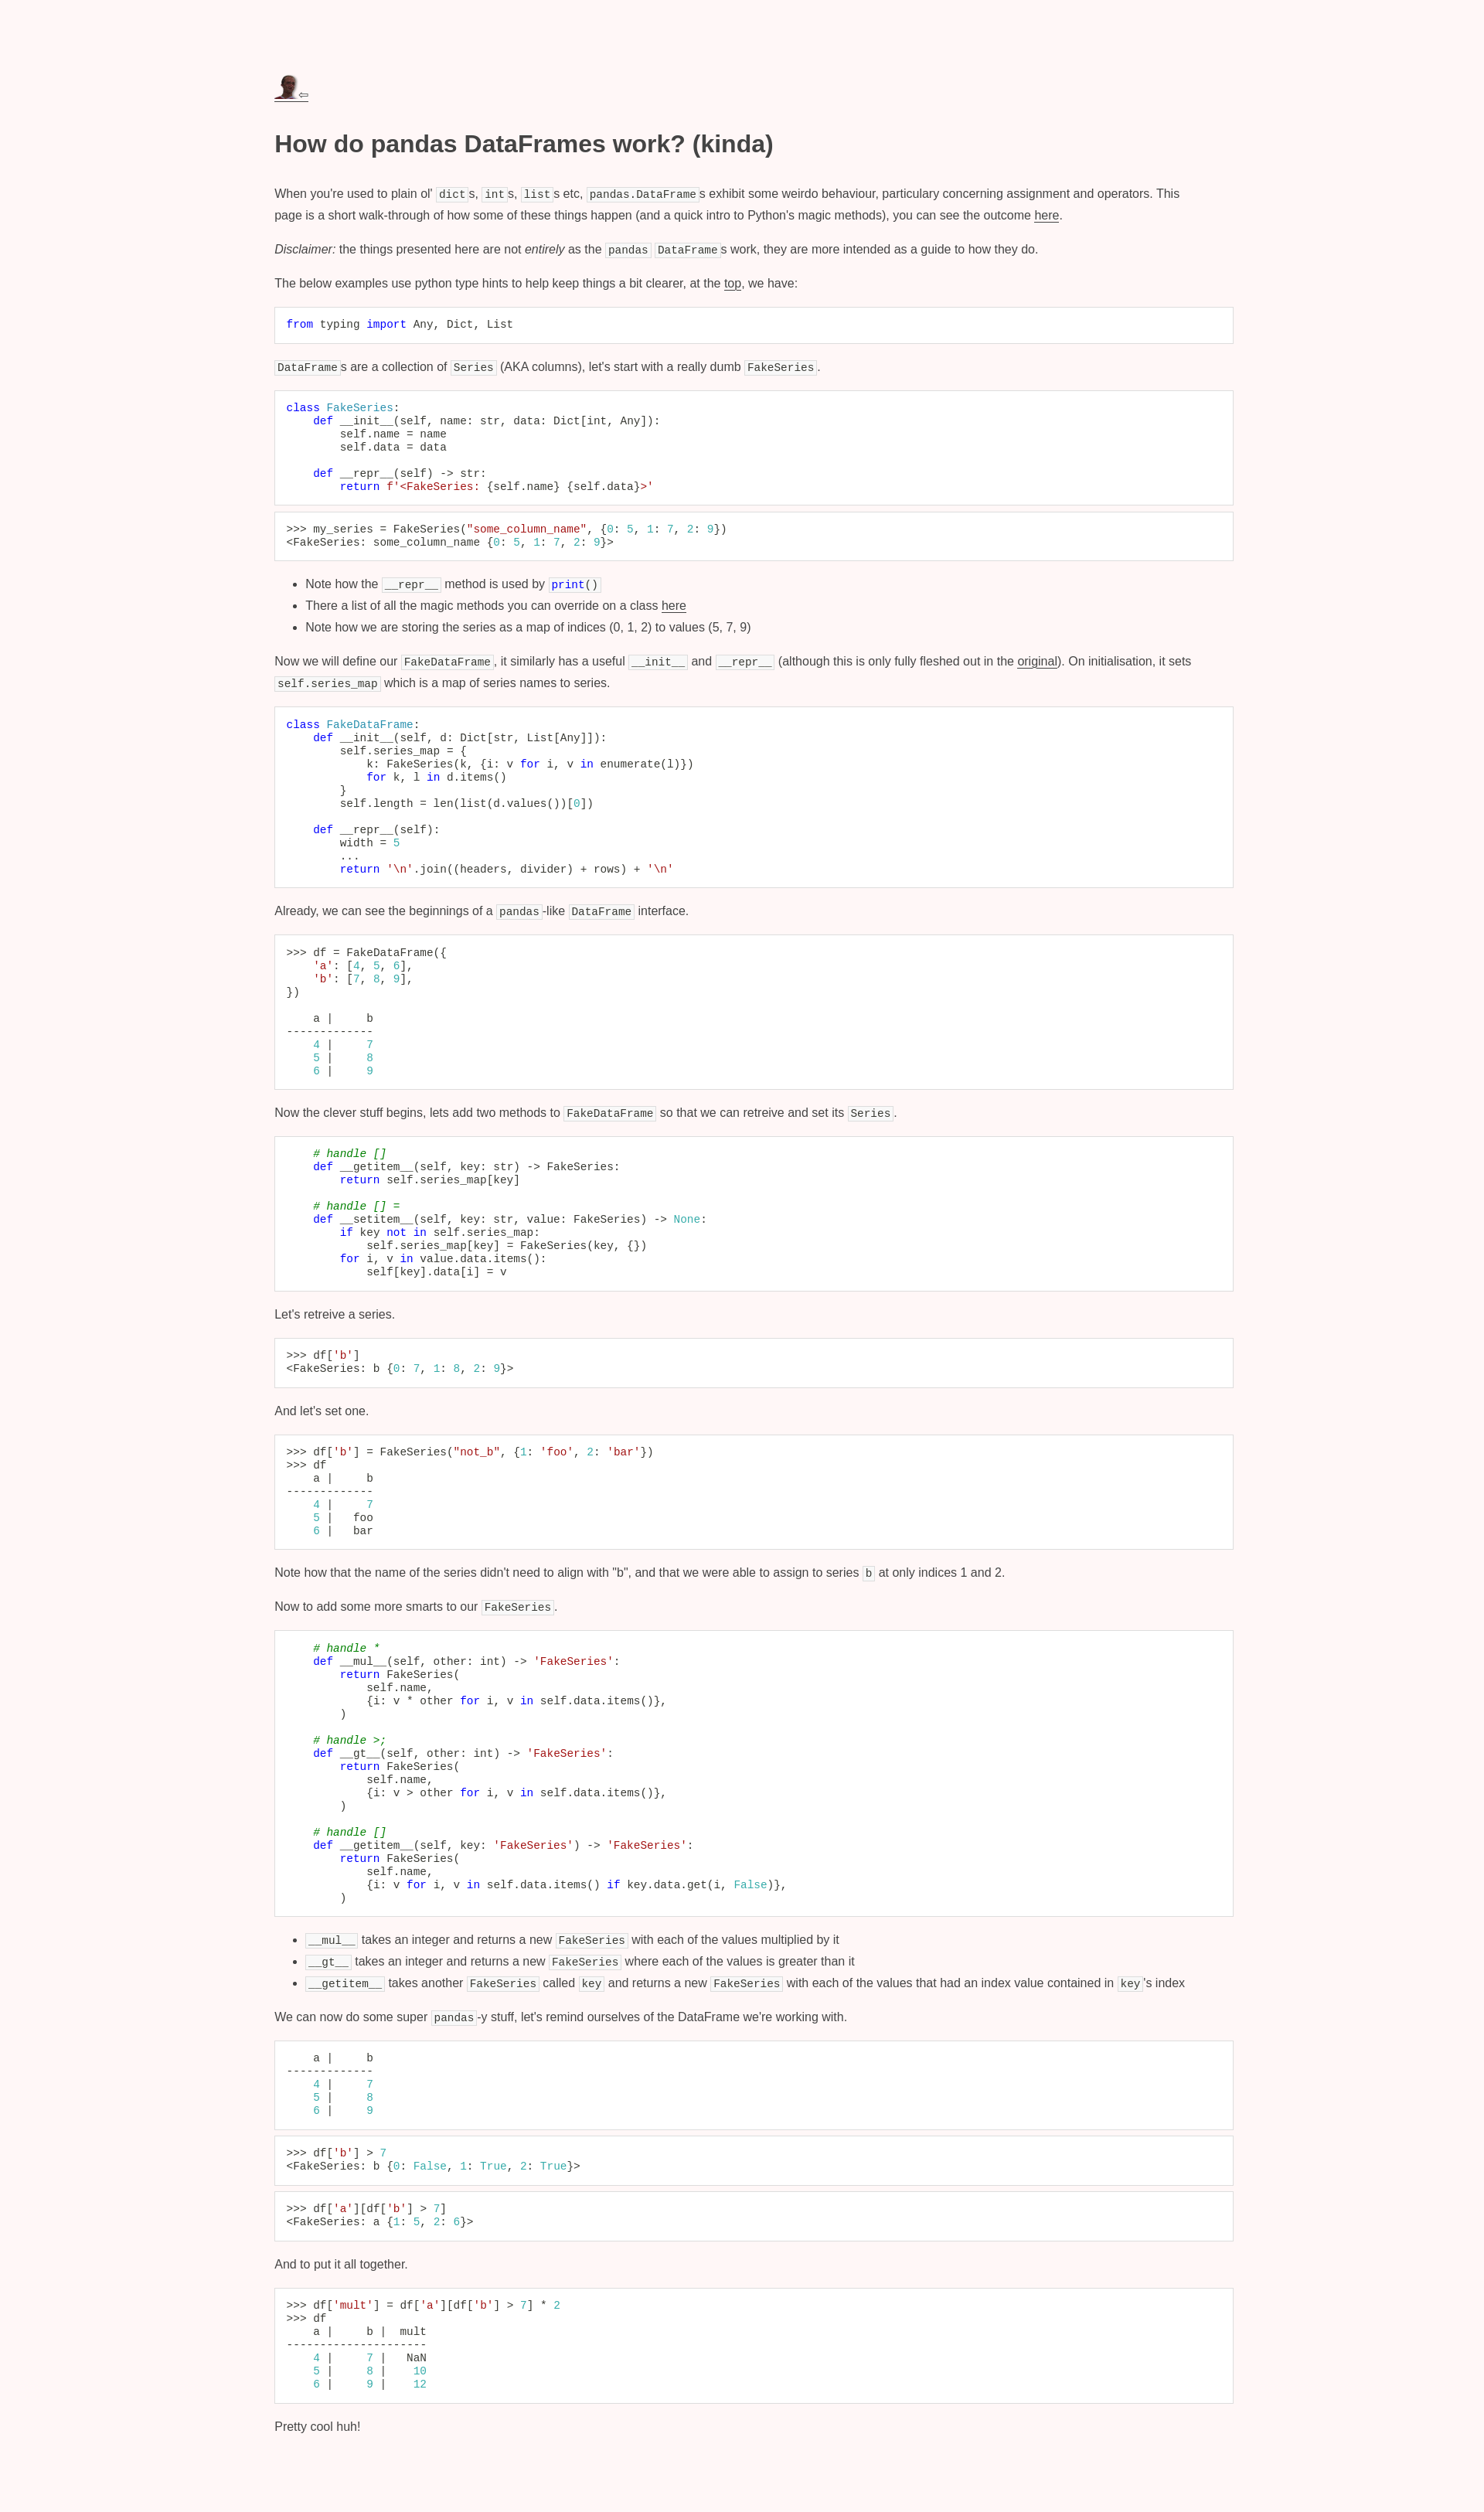 ⇦
How do pandas DataFrames work? (kinda)
When you're used to plain ol' dicts, ints, lists etc, pandas.DataFrames exhibit some weirdo behaviour, particulary concerning assignment and operators. This
page is a short walk-through of how some of these things happen (and a quick intro to Python's magic methods), you can see the outcome here.
Disclaimer: the things presented here are not entirely as the pandas DataFrames work, they are more intended as a guide to how they do.
The below examples use python type hints to help keep things a bit clearer, at the top, we have:
from typing import Any, Dict, List
DataFrames are a collection of Series (AKA columns), let's start with a really dumb FakeSeries.
class FakeSeries:
    def __init__(self, name: str, data: Dict[int, Any]):
        self.name = name
        self.data = data
    def __repr__(self) -> str:
        return f'<FakeSeries: {self.name} {self.data}>'
>>> my_series = FakeSeries("some_column_name", {0: 5, 1: 7, 2: 9})
<FakeSeries: some_column_name {0: 5, 1: 7, 2: 9}>
• Note how the __repr__ method is used by print()
• There a list of all the magic methods you can override on a class here
• Note how we are storing the series as a map of indices (0, 1, 2) to values (5, 7, 9)
Now we will define our FakeDataFrame, it similarly has a useful __init__ and __repr__ (although this is only fully fleshed out in the original). On initialisation, it sets
self.series_map which is a map of series names to series.
class FakeDataFrame:
    def __init__(self, d: Dict[str, List[Any]]):
        self.series_map = {
            k: FakeSeries(k, {i: v for i, v in enumerate(l)})
            for k, l in d.items()
        }
        self.length = len(list(d.values())[0])
    def __repr__(self):
        width = 5
        ...
        return '\n'.join((headers, divider) + rows) + '\n'
Already, we can see the beginnings of a pandas-like DataFrame interface.
>>> df = FakeDataFrame({
    'a': [4, 5, 6],
    'b': [7, 8, 9],
})
    a |     b
-------------
    4 |     7
    5 |     8
    6 |     9
Now the clever stuff begins, lets add two methods to FakeDataFrame so that we can retreive and set its Series.
    # handle []
    def __getitem__(self, key: str) -> FakeSeries:
        return self.series_map[key]
    # handle [] =
    def __setitem__(self, key: str, value: FakeSeries) -> None:
        if key not in self.series_map:
            self.series_map[key] = FakeSeries(key, {})
        for i, v in value.data.items():
            self[key].data[i] = v
Let's retreive a series.
>>> df['b']
<FakeSeries: b {0: 7, 1: 8, 2: 9}>
And let's set one.
>>> df['b'] = FakeSeries("not_b", {1: 'foo', 2: 'bar'})
>>> df
    a |     b
-------------
    4 |     7
    5 |   foo
    6 |   bar
Note how that the name of the series didn't need to align with "b", and that we were able to assign to series b at only indices 1 and 2.
Now to add some more smarts to our FakeSeries.
    # handle *
    def __mul__(self, other: int) -> 'FakeSeries':
        return FakeSeries(
            self.name,
            {i: v * other for i, v in self.data.items()},
        )
    # handle >;
    def __gt__(self, other: int) -> 'FakeSeries':
        return FakeSeries(
            self.name,
            {i: v > other for i, v in self.data.items()},
        )
    # handle []
    def __getitem__(self, key: 'FakeSeries') -> 'FakeSeries':
        return FakeSeries(
            self.name,
            {i: v for i, v in self.data.items() if key.data.get(i, False)},
        )
• __mul__ takes an integer and returns a new FakeSeries with each of the values multiplied by it
• __gt__ takes an integer and returns a new FakeSeries where each of the values is greater than it
• __getitem__ takes another FakeSeries called key and returns a new FakeSeries with each of the values that had an index value contained in key's index
We can now do some super pandas-y stuff, let's remind ourselves of the DataFrame we're working with.
    a |     b
-------------
    4 |     7
    5 |     8
    6 |     9
>>> df['b'] > 7
<FakeSeries: b {0: False, 1: True, 2: True}>
>>> df['a'][df['b'] > 7]
<FakeSeries: a {1: 5, 2: 6}>
And to put it all together.
>>> df['mult'] = df['a'][df['b'] > 7] * 2
>>> df
    a |     b |  mult
---------------------
    4 |     7 |   NaN
    5 |     8 |    10
    6 |     9 |    12
Pretty cool huh!